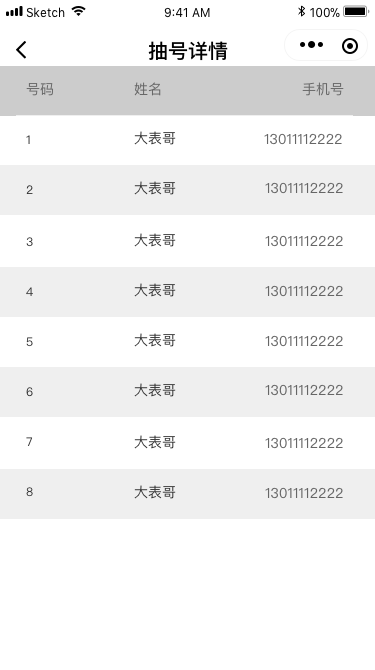 Sketch 9:41 AM 100%
抽号详情
号码 姓名 手机号
1 大表哥 13011112222
2 大表哥 13011112222
3 大表哥 13011112222
4 大表哥 13011112222
5 大表哥 13011112222
6 大表哥 13011112222
7 大表哥 13011112222
8 大表哥 13011112222